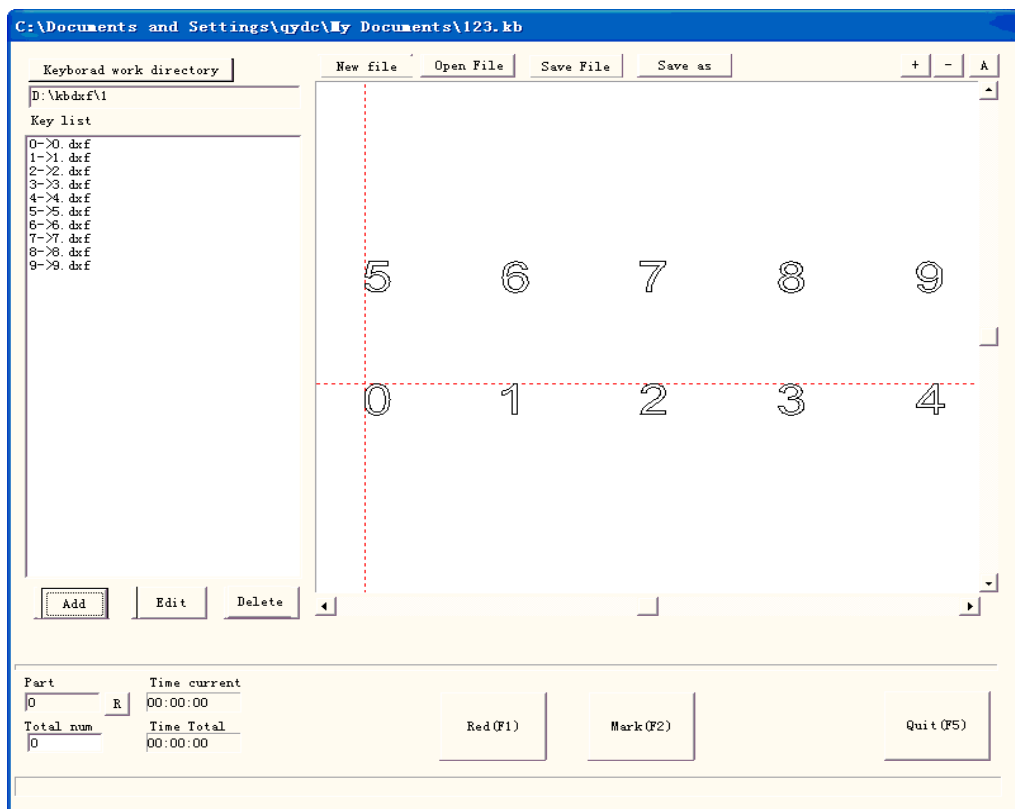 C:\Documents and Settings\qydc\My Documents\123.kb
Keyborad work directory
New file Open File Save File Save as + - A
D:\kbdxf\1
Key list
0->0.dxf
1->1.dxf
2->2.dxf
3->3.dxf
4->4.dxf
5->5.dxf
6->6.dxf
7->7.dxf
8->8.dxf
9->9.dxf
5 6 7 8 9
0 1 2 3 4
Add Edit Delete
Part Time current
0 R 00:00:00
Total num Time Total
0 00:00:00
Red(F1) Mark(F2) Quit(F5)